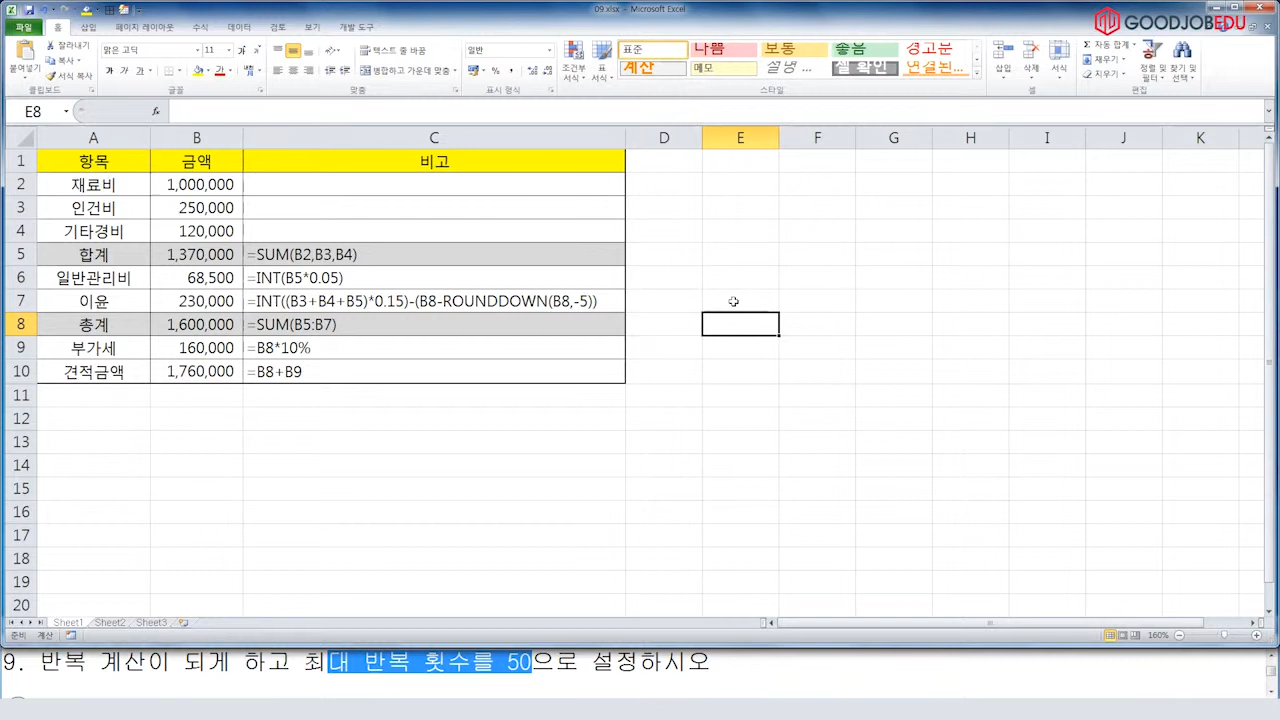 09.xlsx - Microsoft Excel
GOODJOBEDU
파일 홈 삽입 페이지 레이아웃 수식 데이터 검토 보기 개발 도구
붙여넣기 잘라내기 복사 서식복사
클립보드
맑은 고딕 11
가 가 가
글꼴
텍스트 줄 바꿈
병합하고 가운데 맞춤
맞춤
일반
표시 형식
조건부 서식 표 서식
표준 나쁨 보통 좋음 경고문
계산 메모 설명... 셀 확인 연결된...
스타일
삽입 삭제 서식
셀
Σ 자동 합계 채우기 지우기
정렬 및 필터 찾기 및 선택
편집
E8 fx
A B C D E F G H I J K
1 항목 금액 비고
2 재료비 1,000,000
3 인건비 250,000
4 기타경비 120,000
5 합계 1,370,000 =SUM(B2,B3,B4)
6 일반관리비 68,500 =INT(B5*0.05)
7 이윤 230,000 =INT((B3+B4+B5)*0.15)-(B8-ROUNDDOWN(B8,-5))
8 총계 1,600,000 =SUM(B5:B7)
9 부가세 160,000 =B8*10%
10 견적금액 1,760,000 =B8+B9
11
12
13
14
15
16
17
18
19
20
Sheet1 Sheet2 Sheet3
준비 계산 160%
9. 반복 계산이 되게 하고 최대 반복 횟수를 50으로 설정하시오